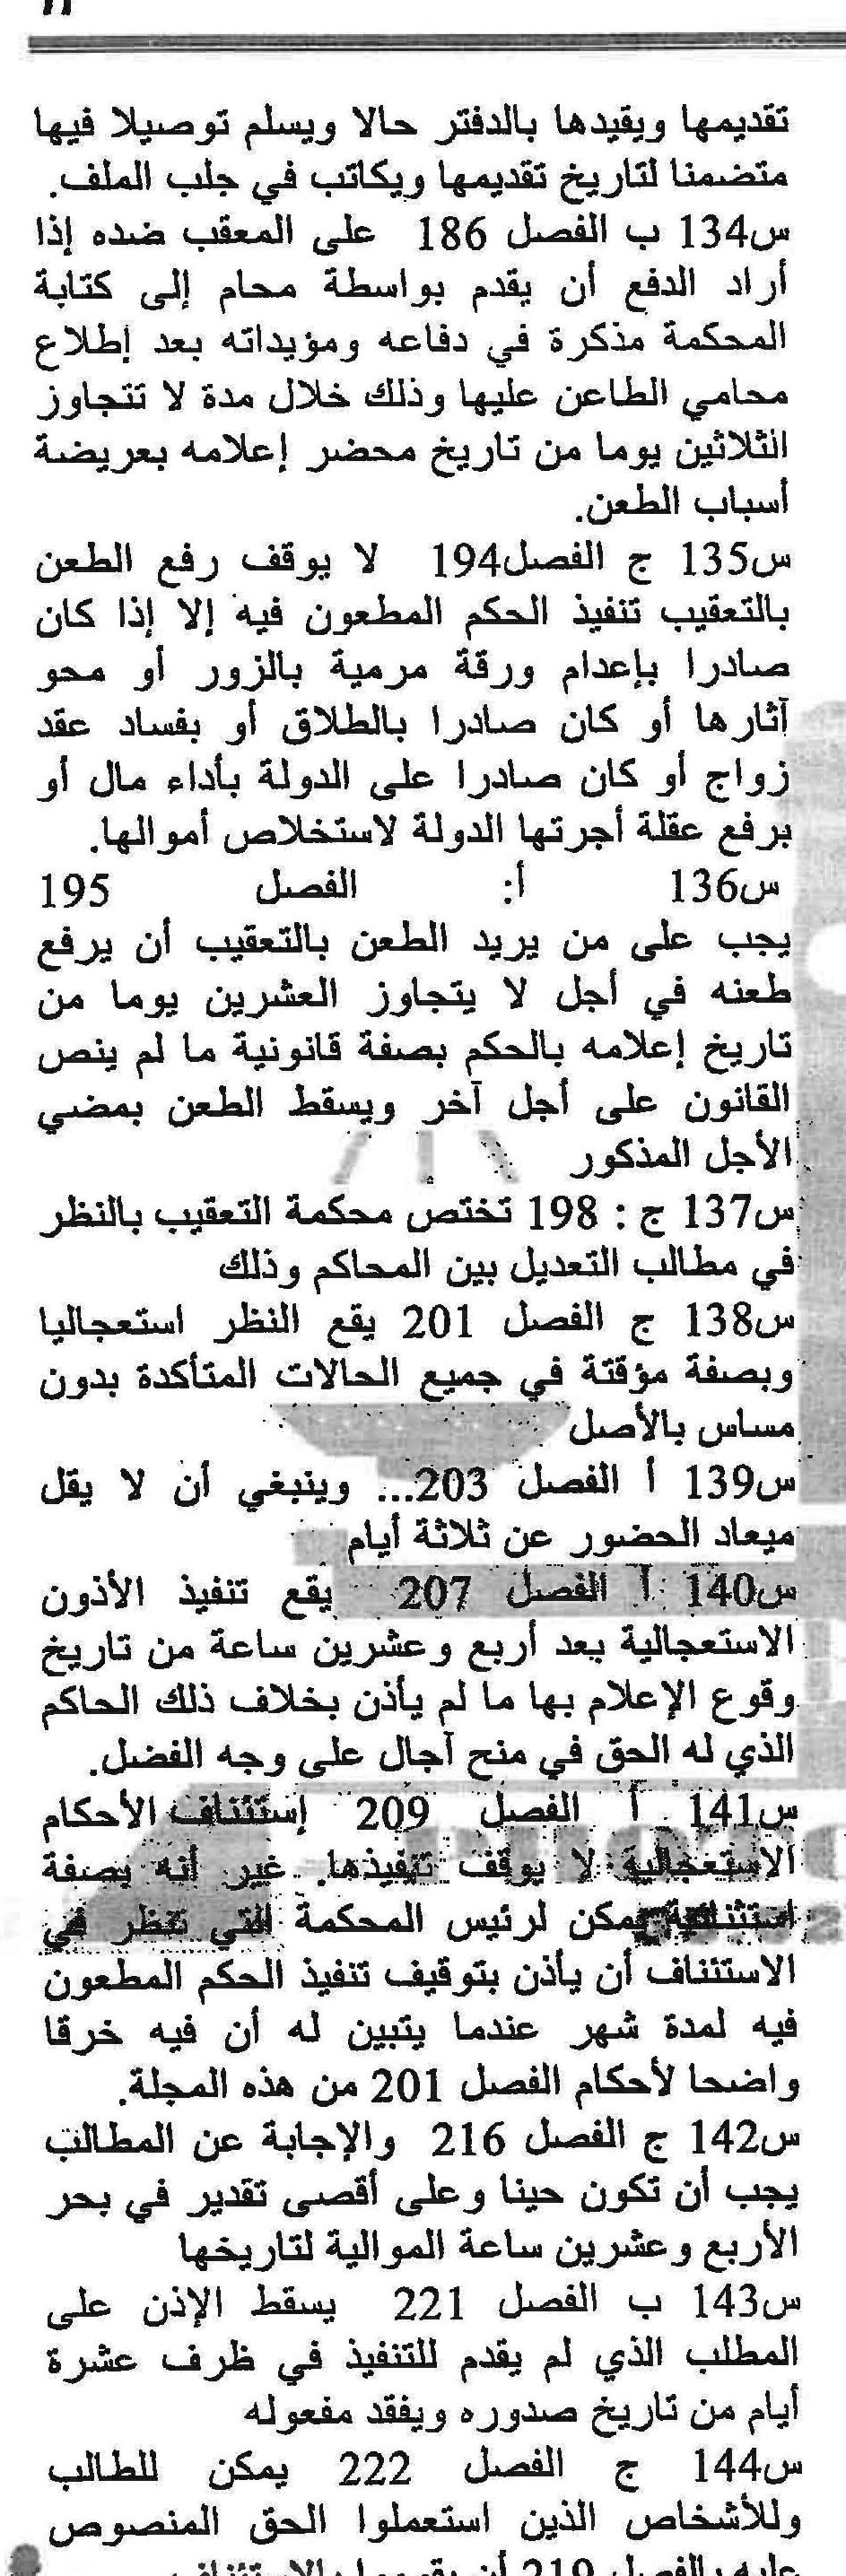 تقديمها ويقيدها بالدفتر حالا ويسلم توصيلا فيها
متضمنا لتاريخ تقديمها ويكاتب في جلب الملف.
س134 ب الفصل 186 على المعقب ضده إذا
أراد الدفع أن يقدم بواسطة محام إلى كتابة
المحكمة مذكرة في دفاعه ومؤيداته بعد إطلاع
محامي الطاعن عليها وذلك خلال مدة لا تتجاوز
الثلاثين يوما من تاريخ محضر إعلامه بعريضة
أسباب الطعن.
س135 ج الفصل194 لا يوقف رفع الطعن
بالتعقيب تنفيذ الحكم المطعون فيه إلا إذا كان
صادرا بإعدام ورقة مرمية بالزور أو محو
آثارها أو كان صادرا بالطلاق أو بفساد عقد
زواج أو كان صادرا على الدولة بأداء مال أو
برفع عقلة أجرتها الدولة لاستخلاص أموالها.
س136 أ: الفصل 195
يجب على من يريد الطعن بالتعقيب أن يرفع
طعنه في أجل لا يتجاوز العشرين يوما من
تاريخ إعلامه بالحكم بصفة قانونية ما لم ينص
القانون على أجل آخر ويسقط الطعن بمضي
الأجل المذكور
س137 ج : 198 تختص محكمة التعقيب بالنظر
في مطالب التعديل بين المحاكم وذلك
س138 ج الفصل 201 يقع النظر استعجاليا
وبصفة مؤقتة في جميع الحالات المتأكدة بدون
مساس بالأصل
س139 أ الفصل 203... وينبغي أن لا يقل
ميعاد الحضور عن ثلاثة أيام
س140 أ الفصل 207 يقع تنفيذ الأذون
الاستعجالية بعد أربع وعشرين ساعة من تاريخ
وقوع الإعلام بها ما لم يأذن بخلاف ذلك الحاكم
الذي له الحق في منح آجال على وجه الفضل.
س141 أ الفصل 209 إستئناف الأحكام
الاستعجالية لا يوقف تنفيذها. غير أنه بصفة
استثنائية يمكن لرئيس المحكمة التي تنظر في
الاستئناف أن يأذن بتوقيف تنفيذ الحكم المطعون
فيه لمدة شهر عندما يتبين له أن فيه خرقا
واضحا لأحكام الفصل 201 من هذه المجلة.
س142 ج الفصل 216 والإجابة عن المطالب
يجب أن تكون حينا وعلى أقصى تقدير في بحر
الأربع وعشرين ساعة الموالية لتاريخها
س143 ب الفصل 221 يسقط الإذن على
المطلب الذي لم يقدم للتنفيذ في ظرف عشرة
أيام من تاريخ صدوره ويفقد مفعوله
س144 ج الفصل 222 يمكن للطالب
وللأشخاص الذين استعملوا الحق المنصوص
عليه بالفصل 219 أن يقوموا بالاستئناف